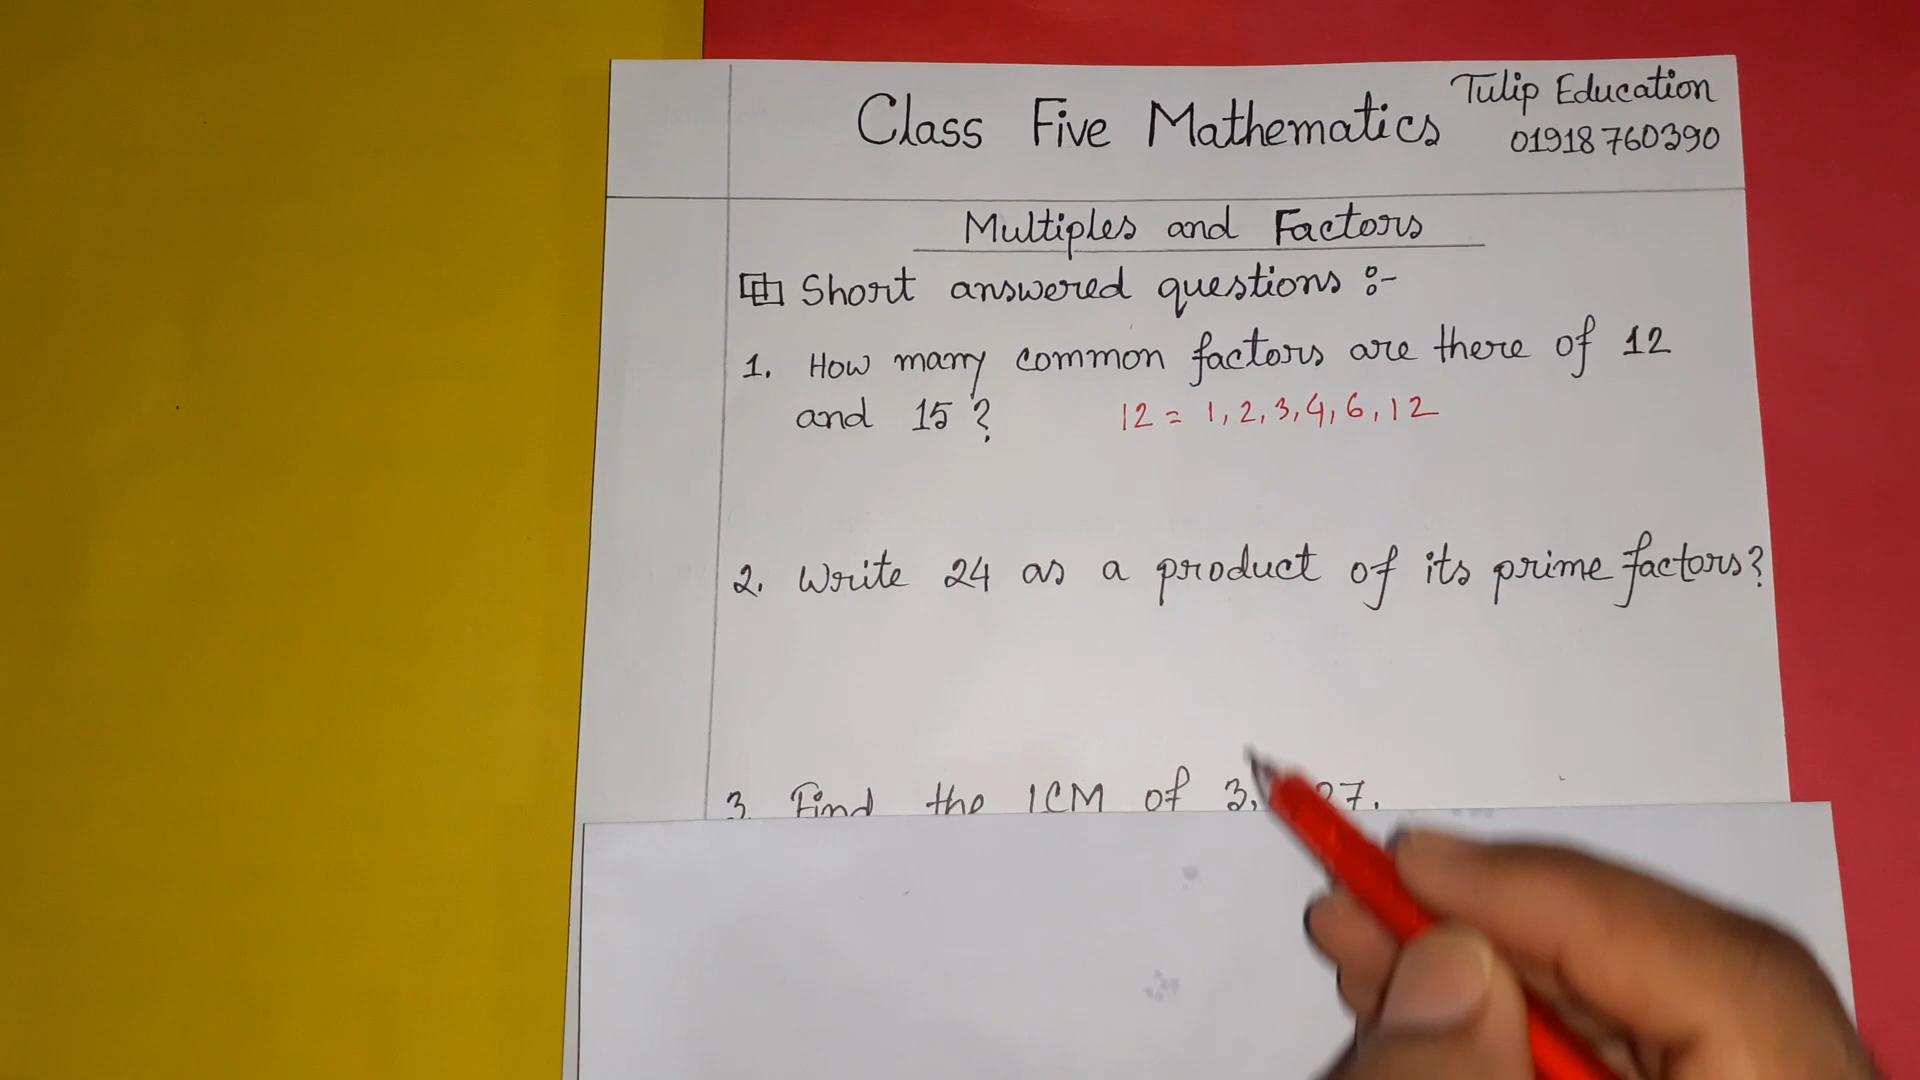 Class Five Mathematics
Tulip Education
01918760390
Multiples and Factors
Short answered questions :-
1. How many common factors are there of 12
and 15?
12 = 1, 2, 3, 4, 6, 12
2. Write 24 as a product of its prime factors?
3 Find the LCM of 3, 27.